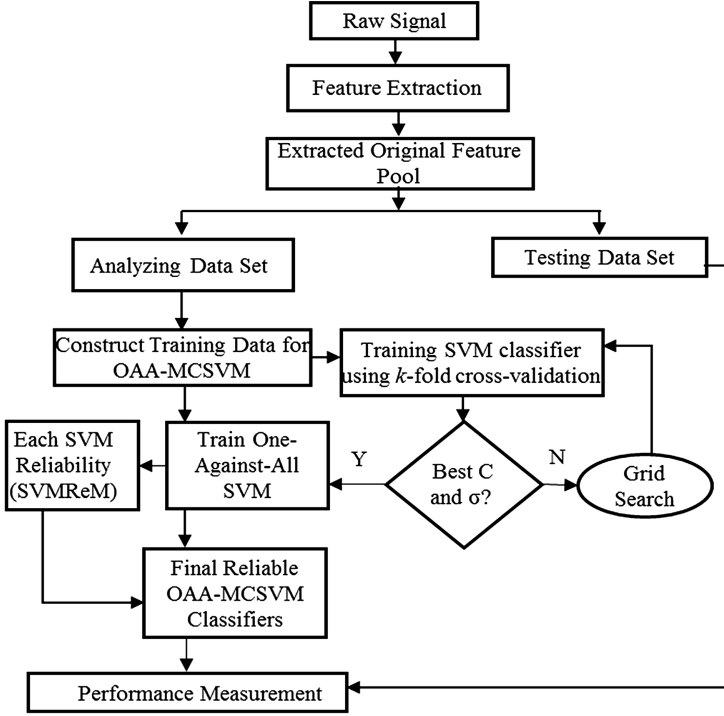 Raw Signal
Feature Extraction
Extracted Original Feature
Pool
Analyzing Data Set
Testing Data Set
Construct Training Data for
OAA-MCSVM
Training SVM classifier
using k-fold cross-validation
Each SVM
Reliability
(SVMReM)
Train One-
Against-All
SVM
Y
Best C
and σ?
N
Grid
Search
Final Reliable
OAA-MCSVM
Classifiers
Performance Measurement